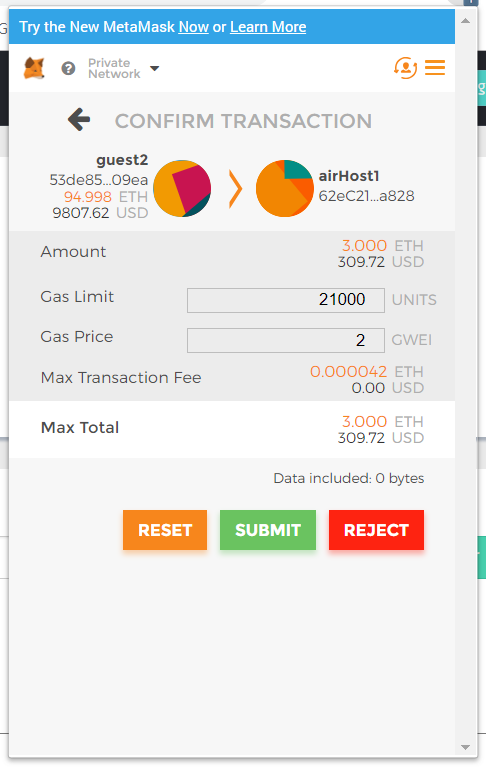 Try the New MetaMask Now or Learn More
Private
Network
CONFIRM TRANSACTION
guest2
53de85...09ea
94.998 ETH
9807.62 USD
airHost1
62eC21...a828
Amount
3.000 ETH
309.72 USD
Gas Limit
21000 UNITS
Gas Price
2 GWEI
Max Transaction Fee
0.000042 ETH
0.00 USD
Max Total
3.000 ETH
309.72 USD
Data included: 0 bytes
RESET
SUBMIT
REJECT